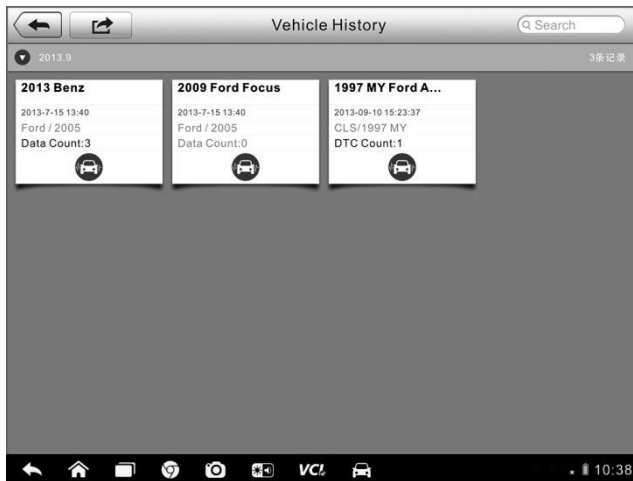 Vehicle History
Search
2013.9
3条记录
2013 Benz
2013-7-15 13:40
Ford / 2005
Data Count:3
2009 Ford Focus
2013-7-15 13:40
Ford / 2005
Data Count:0
1997 MY Ford A...
2013-09-10 15:23:37
CLS/1997 MY
DTC Count:1
VCI
10:38